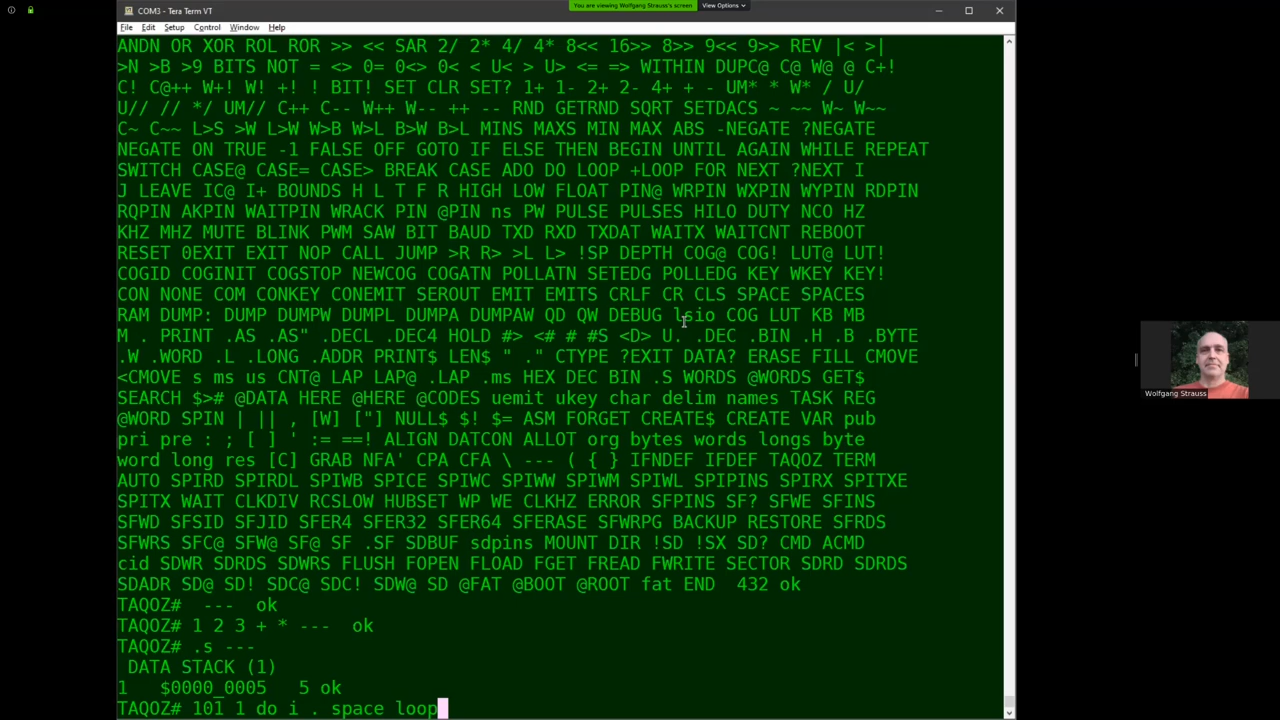 COM3 - Tera Term VT
You are viewing Wolfgang Strauss's screen
View Options
File Edit Setup Control Window Help
ANDN OR XOR ROL ROR >> << SAR 2/ 2* 4/ 4* 8<< 16>> 8>> 9<< 9>> REV |< >|
>N >B >9 BITS NOT = <> 0= 0<> 0< < U< > U> <= => WITHIN DUPC@ C@ W@ @ C+!
C! C@++ W+! W! +! ! BIT! SET CLR SET? 1+ 1- 2+ 2- 4+ + - UM* * W* / U/
U// // */ UM// C++ C-- W++ W-- ++ -- RND GETRND SQRT SETDACS ~ ~~ W~ W~~
C~ C~~ L>S >W L>W W>B W>L B>W B>L MINS MAXS MIN MAX ABS -NEGATE ?NEGATE
NEGATE ON TRUE -1 FALSE OFF GOTO IF ELSE THEN BEGIN UNTIL AGAIN WHILE REPEAT
SWITCH CASE@ CASE= CASE> BREAK CASE ADO DO LOOP +LOOP FOR NEXT ?NEXT I
J LEAVE IC@ I+ BOUNDS H L T F R HIGH LOW FLOAT PIN@ WRPIN WXPIN WYPIN RDPIN
RQPIN AKPIN WAITPIN WRACK PIN @PIN ns PW PULSE PULSES HILO DUTY NCO HZ
KHZ MHZ MUTE BLINK PWM SAW BIT BAUD TXD RXD TXDAT WAITX WAITCNT REBOOT
RESET 0EXIT EXIT NOP CALL JUMP >R R> >L L> !SP DEPTH COG@ COG! LUT@ LUT!
COGID COGINIT COGSTOP NEWCOG COGATN POLLATN SETEDG POLLEDG KEY WKEY KEY!
CON NONE COM CONKEY CONEMIT SEROUT EMIT EMITS CRLF CR CLS SPACE SPACES
RAM DUMP: DUMP DUMPW DUMPL DUMPA DUMPAW QD QW DEBUG lsio COG LUT KB MB
M . PRINT .AS .AS" .DECL .DEC4 HOLD #> <# # #S <D> U. .DEC .BIN .H .B .BYTE
.W .WORD .L .LONG .ADDR PRINT$ LEN$ " ." CTYPE ?EXIT DATA? ERASE FILL CMOVE
<CMOVE s ms us CNT@ LAP LAP@ .LAP .ms HEX DEC BIN .S WORDS @WORDS GET$
SEARCH $># @DATA HERE @HERE @CODES uemit ukey char delim names TASK REG
@WORD SPIN | || , [W] ["] NULL$ $! $= ASM FORGET CREATE$ CREATE VAR pub
pri pre : ; [ ] ' := ==! ALIGN DATCON ALLOT org bytes words longs byte
word long res [C] GRAB NFA' CPA CFA \ --- ( { } IFNDEF IFDEF TAQOZ TERM
AUTO SPIRD SPIRDL SPIWB SPICE SPIWC SPIWW SPIWM SPIWL SPIPINS SPIRX SPITXE
SPITX WAIT CLKDIV RCSLOW HUBSET WP WE CLKHZ ERROR SFPINS SF? SFWE SFINS
SFWD SFSID SFJID SFER4 SFER32 SFER64 SFERASE SFWRPG BACKUP RESTORE SFRDS
SFWRS SFC@ SFW@ SF@ SF .SF SDBUF sdpins MOUNT DIR !SD !SX SD? CMD ACMD
cid SDWR SDRDS SDWRS FLUSH FOPEN FLOAD FGET FREAD FWRITE SECTOR SDRD SDRDS
SDADR SD@ SD! SDC@ SDC! SDW@ SD @FAT @BOOT @ROOT fat END  432 ok
TAQOZ#  ---  ok
TAQOZ# 1 2 3 + * ---  ok
TAQOZ# .s ---
 DATA STACK (1)
1   $0000_0005   5 ok
TAQOZ# 101 1 do i . space loop
Wolfgang Strauss